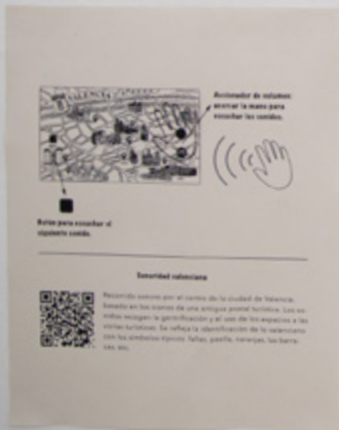 VALENCIA
Accionador de volumen:
acercar la mano para
escuchar los sonidos.
Botón para escuchar el
siguiente sonido.
Sonoridad valenciana
Recorrido sonoro por el centro de la ciudad de Valencia,
basado en los iconos de una antigua postal turística. Los so-
nidos recogen la gentrificación y el uso de los espacios a las
visitas turísticas. Se refleja la identificación de lo valenciano
con los símbolos típicos: fallas, paella, naranjas, las barra-
cas, etc.